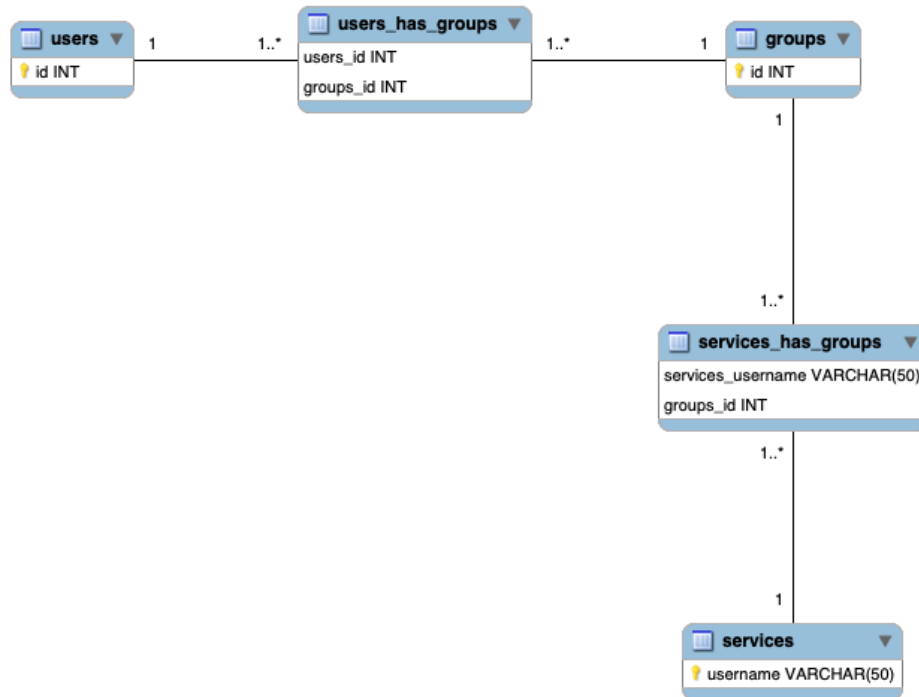 users
id INT
1
1..*
users_has_groups
users_id INT
groups_id INT
1..*
1
groups
id INT
1
1..*
services_has_groups
services_username VARCHAR(50)
groups_id INT
1..*
1
services
username VARCHAR(50)